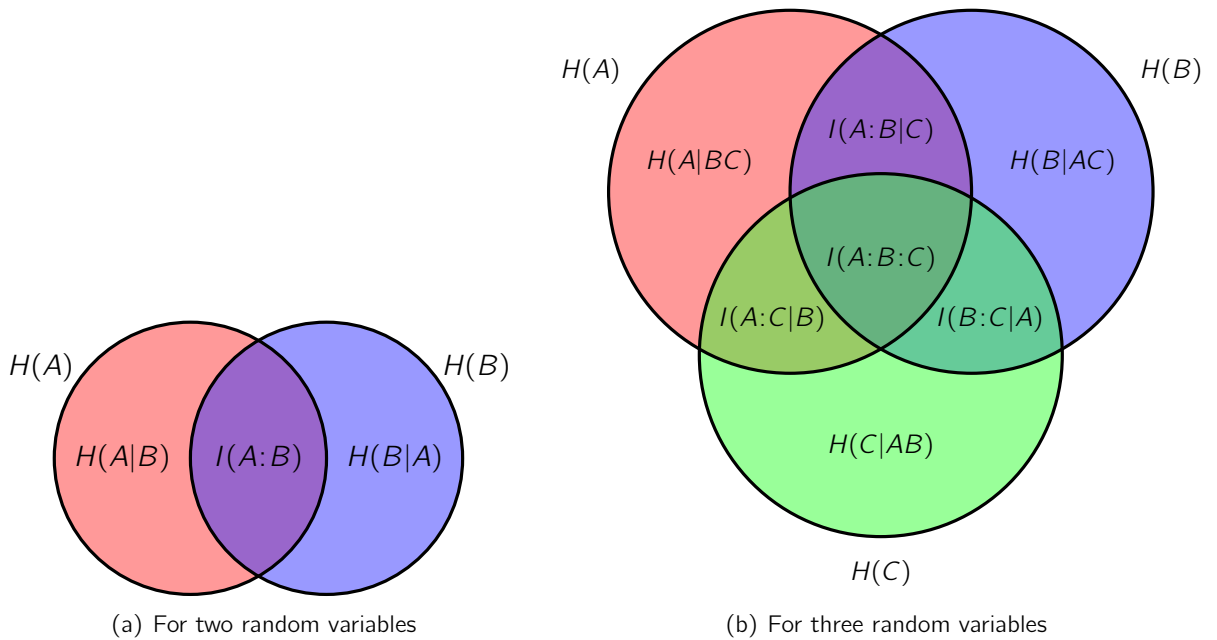 H(A)
H(B)
H(A|B)
I(A:B)
H(B|A)
(a) For two random variables
H(A)
H(B)
I(A:B|C)
H(A|BC)
H(B|AC)
I(A:B:C)
I(A:C|B)
I(B:C|A)
H(C|AB)
H(C)
(b) For three random variables